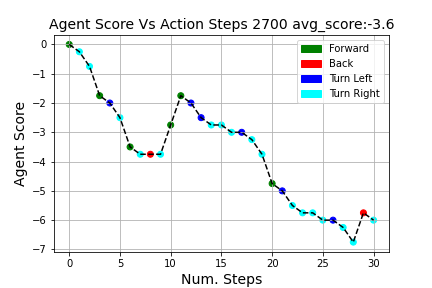 Agent Score Vs Action Steps 2700 avg_score:-3.6
Agent Score
0
−1
−2
−3
−4
−5
−6
−7
Forward
Back
Turn Left
Turn Right
0 5 10 15 20 25 30
Num. Steps